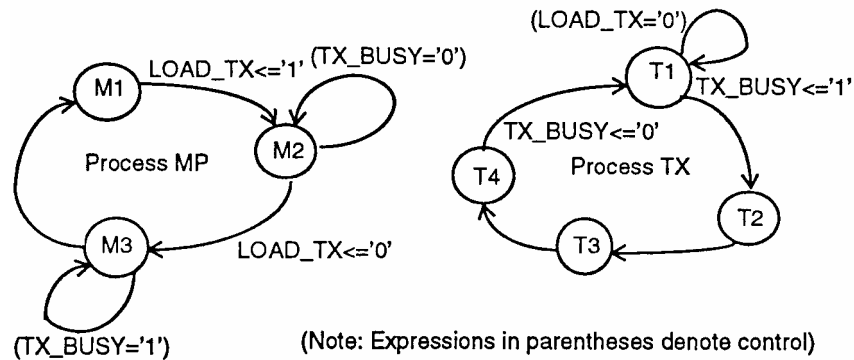 M1
LOAD_TX<='1'
(TX_BUSY='0')
M2
Process MP
M3
LOAD_TX<='0'
(TX_BUSY='1')
(LOAD_TX='0')
T1
TX_BUSY<='1'
TX_BUSY<='0'
T4
Process TX
T2
T3
(Note: Expressions in parentheses denote control)